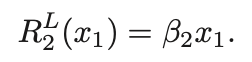 $R_2^L(x_1) = \beta_2 x_1.$